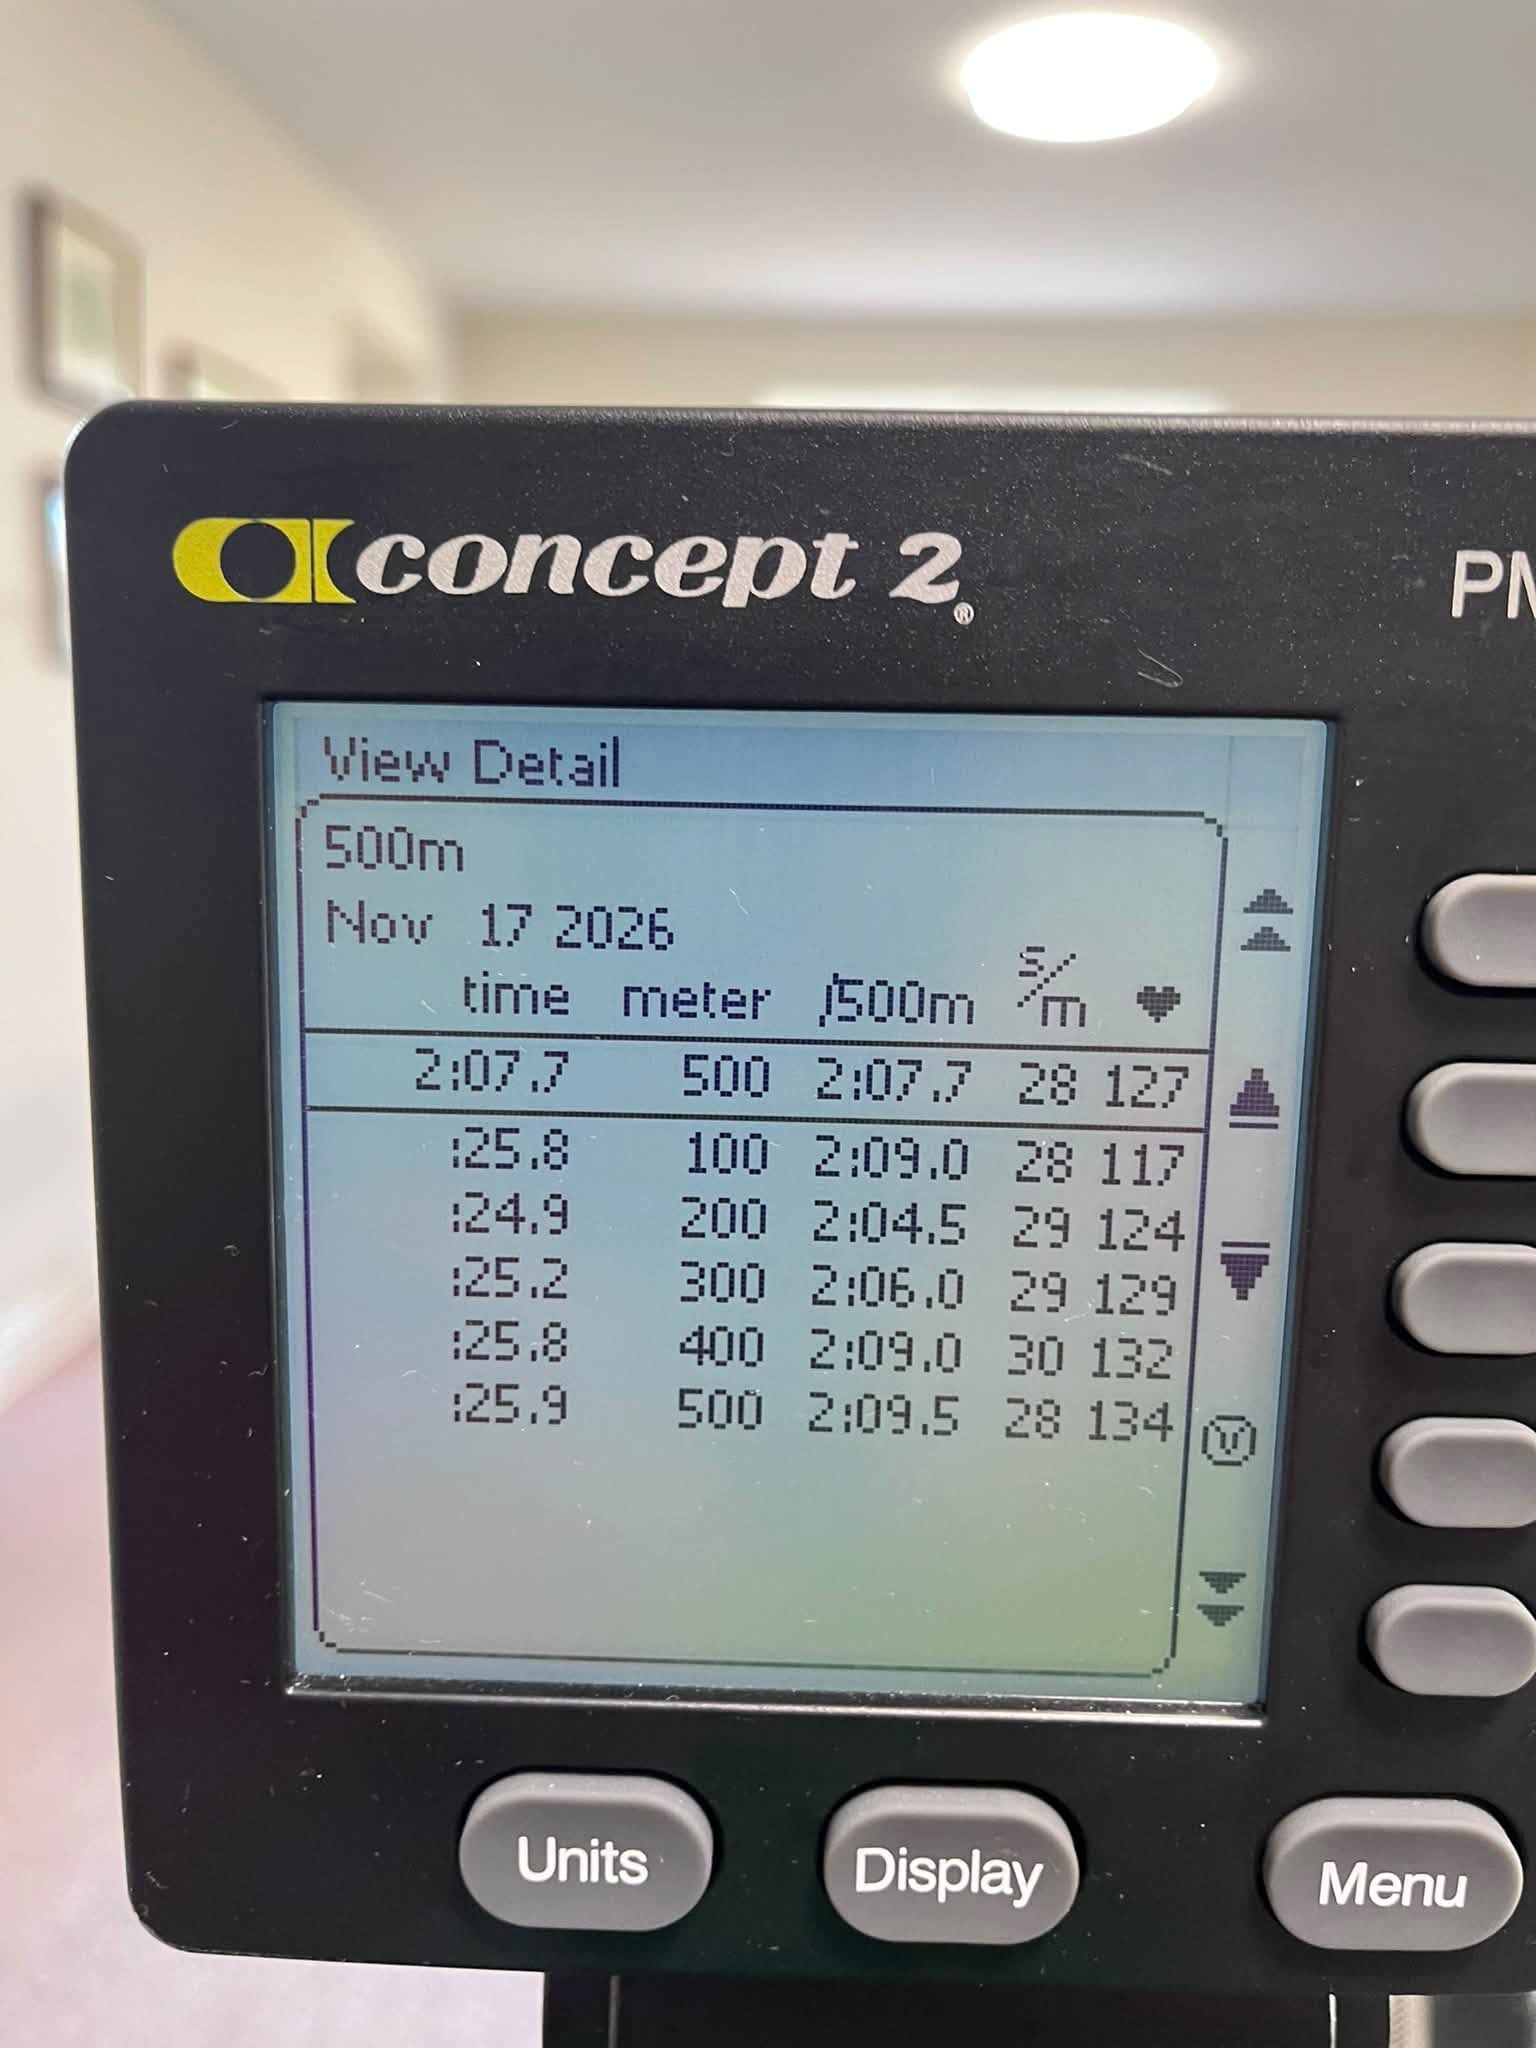 concept 2®
PM
View Detail
500m
Nov 17 2026
time meter /500m s/m ♥
2:07.7 500 2:07.7 28 127
:25.8 100 2:09.0 28 117
:24.9 200 2:04.5 29 124
:25.2 300 2:06.0 29 129
:25.8 400 2:09.0 30 132
:25.9 500 2:09.5 28 134
V
Units
Display
Menu